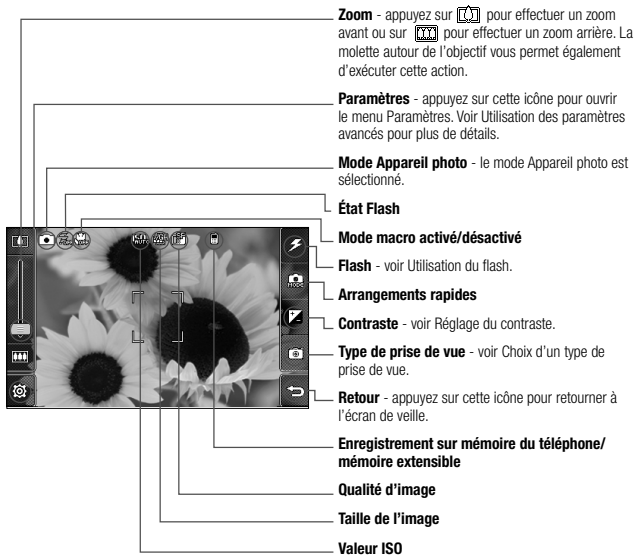 Zoom - appuyez sur pour effectuer un zoom
avant ou sur pour effectuer un zoom arrière. La
molette autour de l'objectif vous permet également
d'exécuter cette action.
Paramètres - appuyez sur cette icône pour ouvrir
le menu Paramètres. Voir Utilisation des paramètres
avancés pour plus de détails.
Mode Appareil photo - le mode Appareil photo est
sélectionné.
État Flash
Mode macro activé/désactivé
Flash - voir Utilisation du flash.
Arrangements rapides
Contraste - voir Réglage du contraste.
Type de prise de vue - voir Choix d'un type de
prise de vue.
Retour - appuyez sur cette icône pour retourner à
l'écran de veille.
Enregistrement sur mémoire du téléphone/
mémoire extensible
Qualité d'image
Taille de l'image
Valeur ISO
ISO
AUTO
MODE